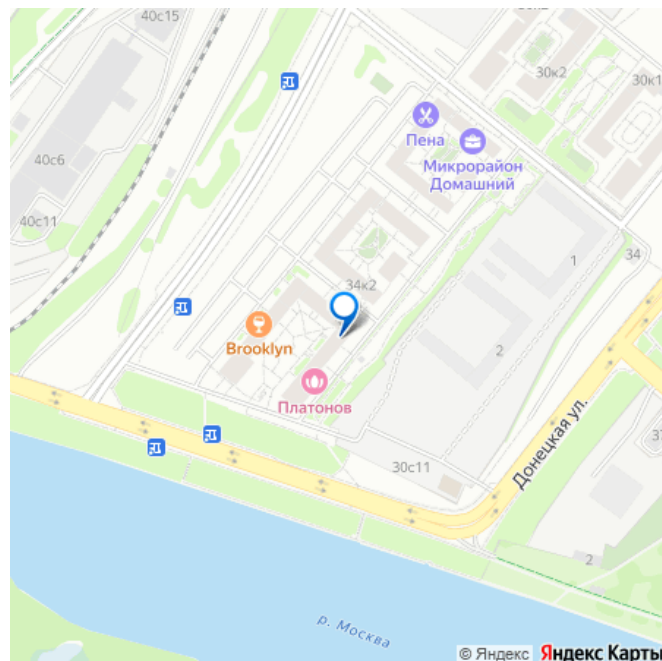 40с15
30к2
30к1
40с6
Пена
Микрорайон
Домашний
40с11
34
1
34к2
2
Brooklyn
Платонов
Донецкая ул.
30с11
37
2
р. Москва
© Яндекс Яндекс Карты